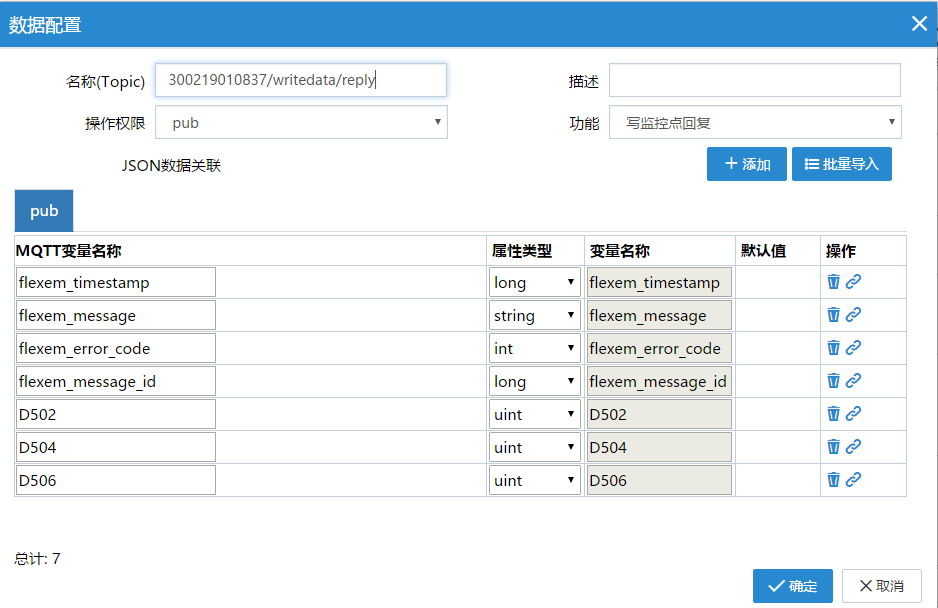 数据配置
名称(Topic) 300219010837/writedata/reply 描述
操作权限 pub 功能 写监控点回复
JSON数据关联 添加 批量导入
pub
MQTT变量名称 属性类型 变量名称 默认值 操作
flexem_timestamp long flexem_timestamp
flexem_message string flexem_message
flexem_error_code int flexem_error_code
flexem_message_id long flexem_message_id
D502 uint D502
D504 uint D504
D506 uint D506
总计: 7
确定 取消